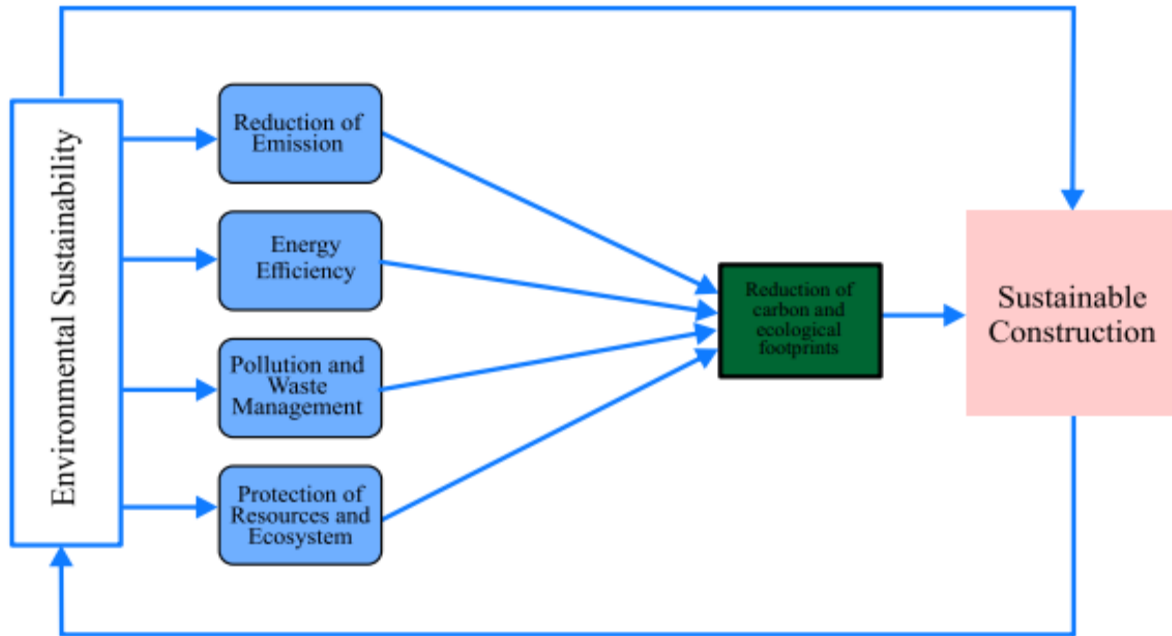 Environmental Sustainability
Reduction of
Emission
Energy
Efficiency
Pollution and
Waste
Management
Protection of
Resources and
Ecosystem
Reduction of
carbon and
ecological
footprints
Sustainable
Construction